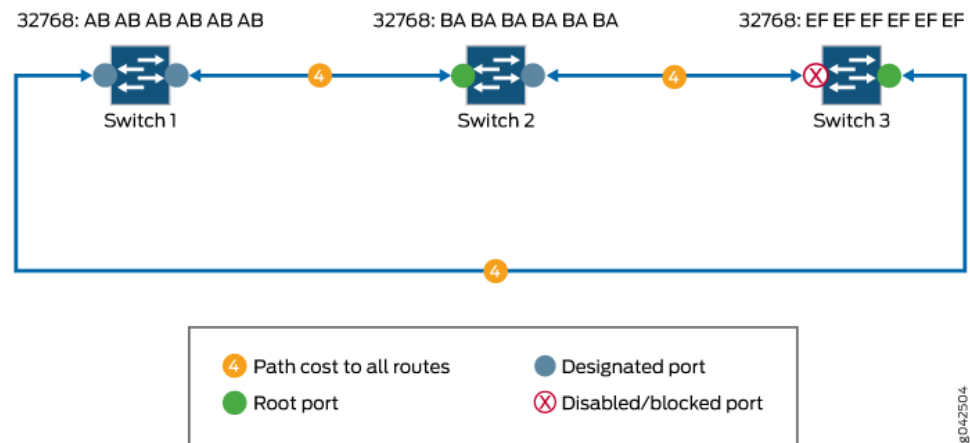 32768: AB AB AB AB AB AB
32768: BA BA BA BA BA BA
32768: EF EF EF EF EF EF
4
4
X
Switch 1
Switch 2
Switch 3
4
4 Path cost to all routes
Designated port
Root port
X Disabled/blocked port
g042504